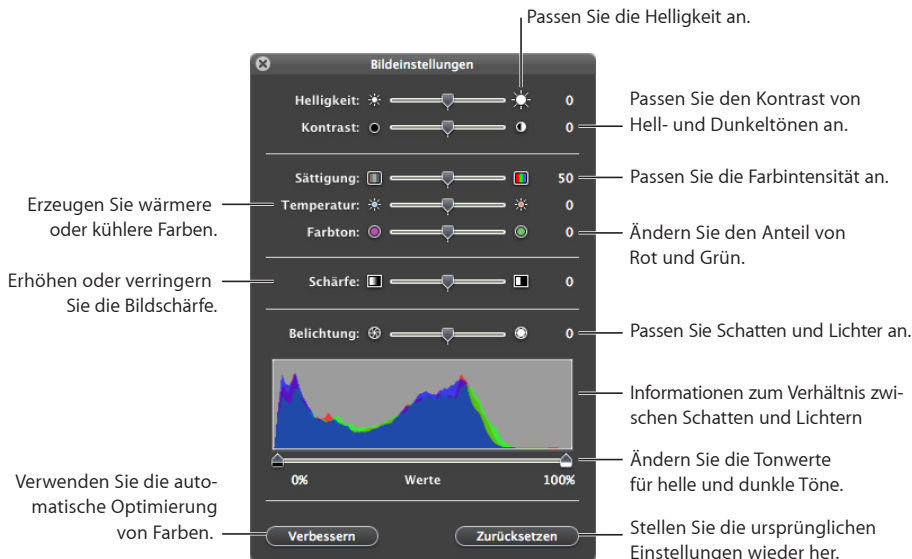 Passen Sie die Helligkeit an.
Bildeinstellungen
Helligkeit: 0
Kontrast: 0
Passen Sie den Kontrast von
Hell- und Dunkeltönen an.
Sättigung: 50
Passen Sie die Farbintensität an.
Erzeugen Sie wärmere
oder kühlere Farben.
Temperatur: 0
Farbton: 0
Ändern Sie den Anteil von
Rot und Grün.
Erhöhen oder verringern
Sie die Bildschärfe.
Schärfe: 0
Belichtung: 0
Passen Sie Schatten und Lichter an.
Informationen zum Verhältnis zwi-
schen Schatten und Lichtern
Ändern Sie die Tonwerte
für helle und dunkle Töne.
0% Werte 100%
Verwenden Sie die auto-
matische Optimierung
von Farben.
Verbessern Zurücksetzen
Stellen Sie die ursprünglichen
Einstellungen wieder her.